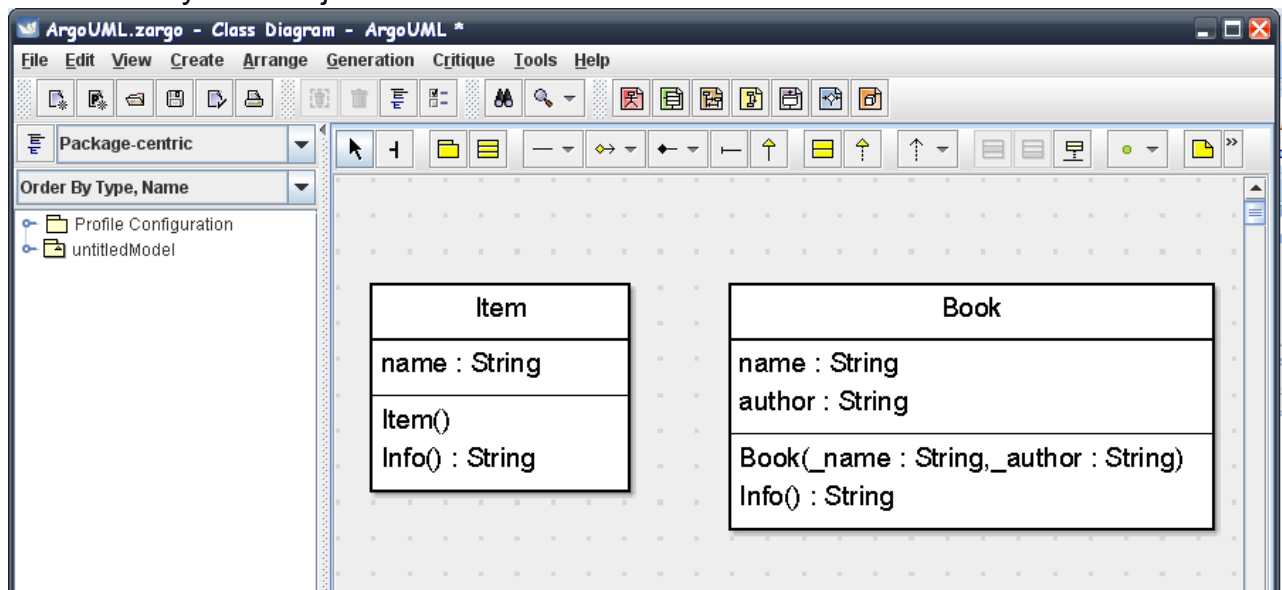 ArgoUML.zargo - Class Diagram - ArgoUML *
File Edit View Create Arrange Generation Critique Tools Help
Package-centric
Order By Type, Name
Profile Configuration
untitledModel
Item
name : String
Item()
Info() : String
Book
name : String
author : String
Book(_name : String,_author : String)
Info() : String